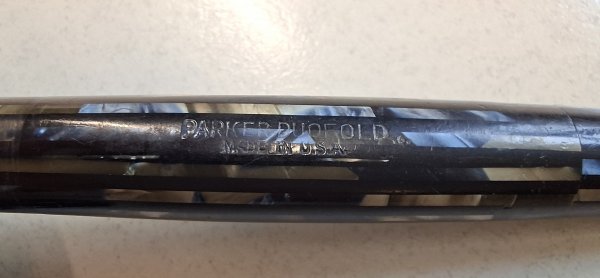 PARKER DUOFOLD
MADE IN U.S.A.